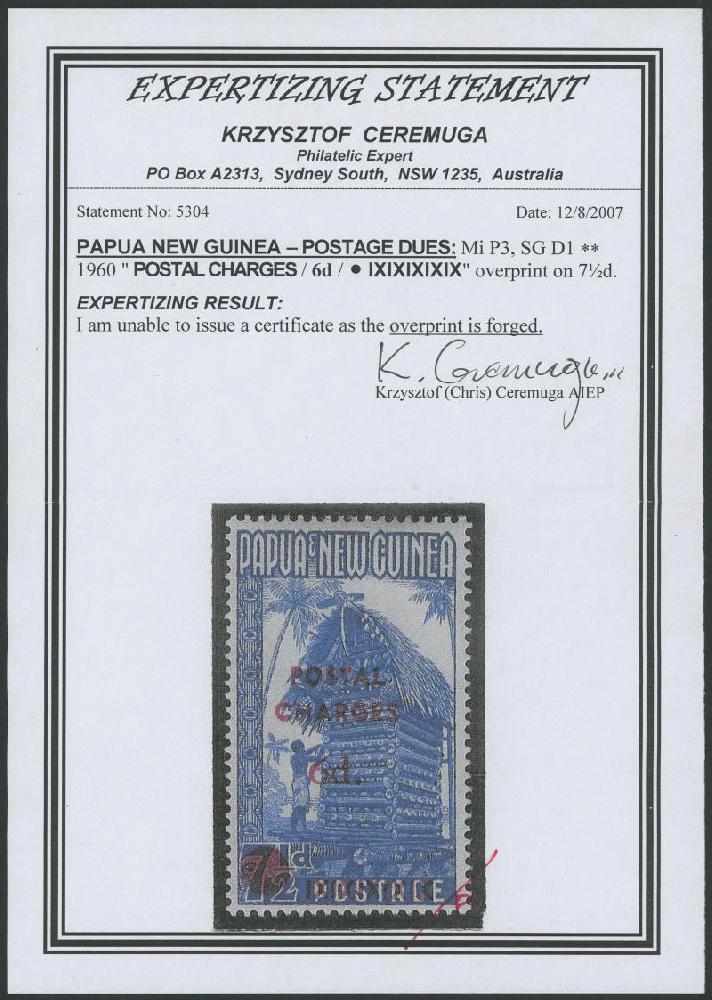 EXPERTIZING STATEMENT
KRZYSZTOF CEREMUGA
Philatelic Expert
PO Box A2313, Sydney South, NSW 1235, Australia
Statement No: 5304
Date: 12/8/2007
PAPUA NEW GUINEA – POSTAGE DUES: Mi P3, SG D1 **
1960 " POSTAL CHARGES / 6d / ● IXIXIXIXIX" overprint on 7½d.
EXPERTIZING RESULT:
I am unable to issue a certificate as the overprint is forged.
K. Ceremuga
Krzysztof (Chris) Ceremuga AIEP
PAPUA & NEW GUINEA
POSTAL
CHARGES
6d.
7½d
POSTAGE